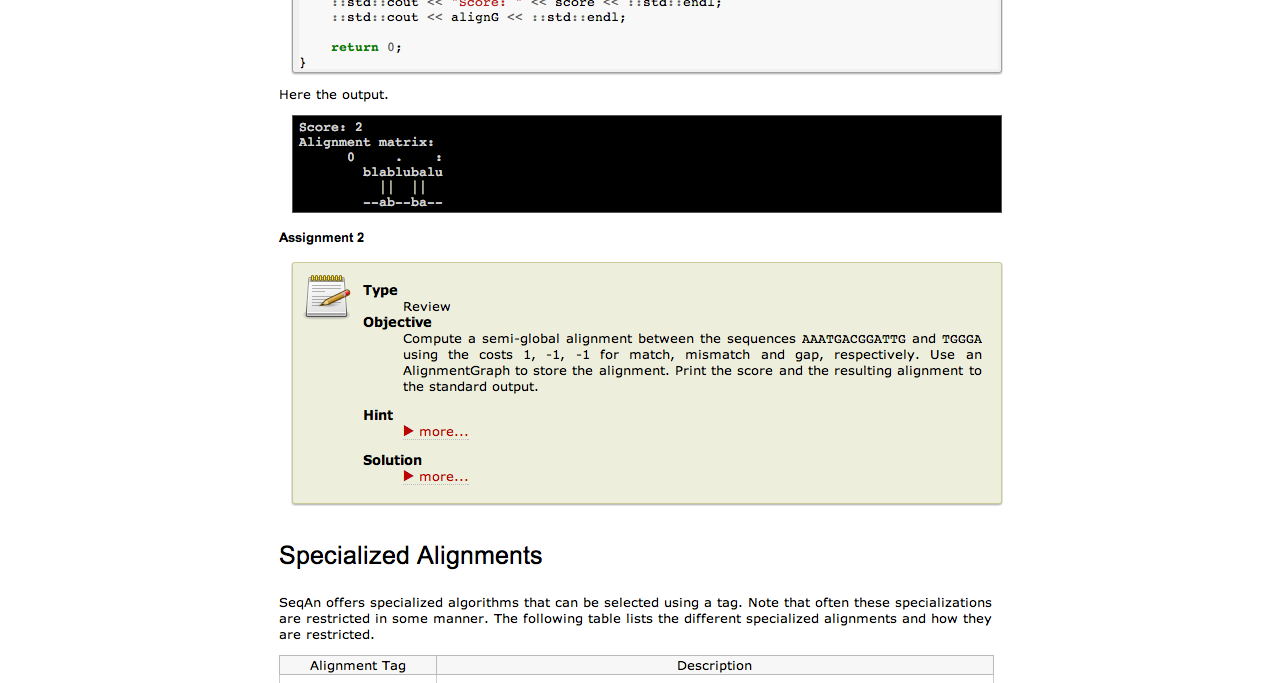 ::std::cout << "Score: " << score << ::std::endl;
::std::cout << alignG << ::std::endl;
return 0;
}
Here the output.
Score: 2
Alignment matrix:
      0     .    :
        blablubalu
          ||  ||
        --ab--ba--
Assignment 2
Type
Review
Objective
Compute a semi-global alignment between the sequences AAATGACGGATTG and TGGGA
using the costs 1, -1, -1 for match, mismatch and gap, respectively. Use an
AlignmentGraph to store the alignment. Print the score and the resulting alignment to
the standard output.
Hint
▶ more...
Solution
▶ more...
Specialized Alignments
SeqAn offers specialized algorithms that can be selected using a tag. Note that often these specializations
are restricted in some manner. The following table lists the different specialized alignments and how they
are restricted.
Alignment Tag
Description